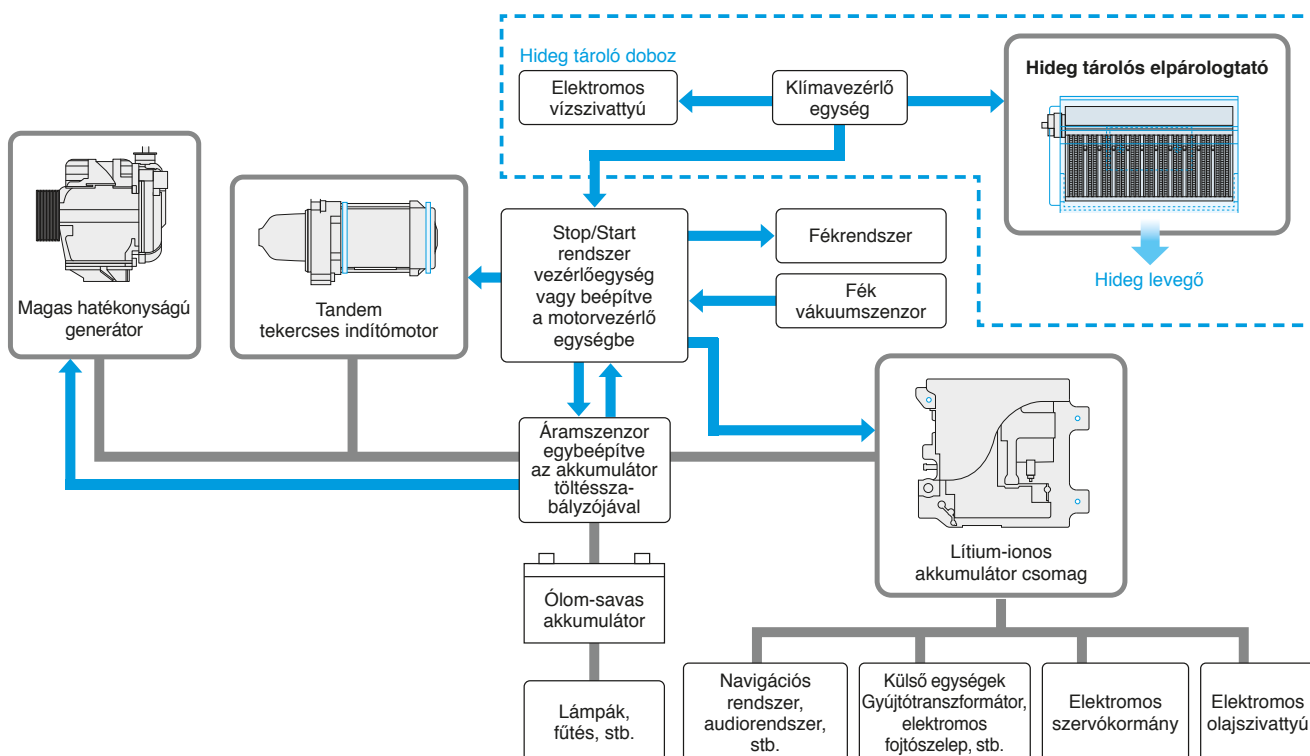 Hideg tároló doboz
Elektromos
vízszivattyú
Klímavezérlő
egység
Hideg tárolós elpárologtató
Hideg levegő
Magas hatékonyságú
generátor
Tandem
tekercses indítómotor
Stop/Start
rendszer
vezérlőegység
vagy beépítve
a motorvezérlő
egységbe
Fékrendszer
Fék
vákuumszenzor
Áramszenzor
egybeépítve
az akkumulátor
töltéssza-
bályzójával
Lítium-ionos
akkumulátor csomag
Ólom-savas
akkumulátor
Lámpák,
fűtés, stb.
Navigációs
rendszer,
audiorendszer,
stb.
Külső egységek
Gyújtótranszformátor,
elektromos
fojtószelep, stb.
Elektromos
szervókormány
Elektromos
olajszivattyú